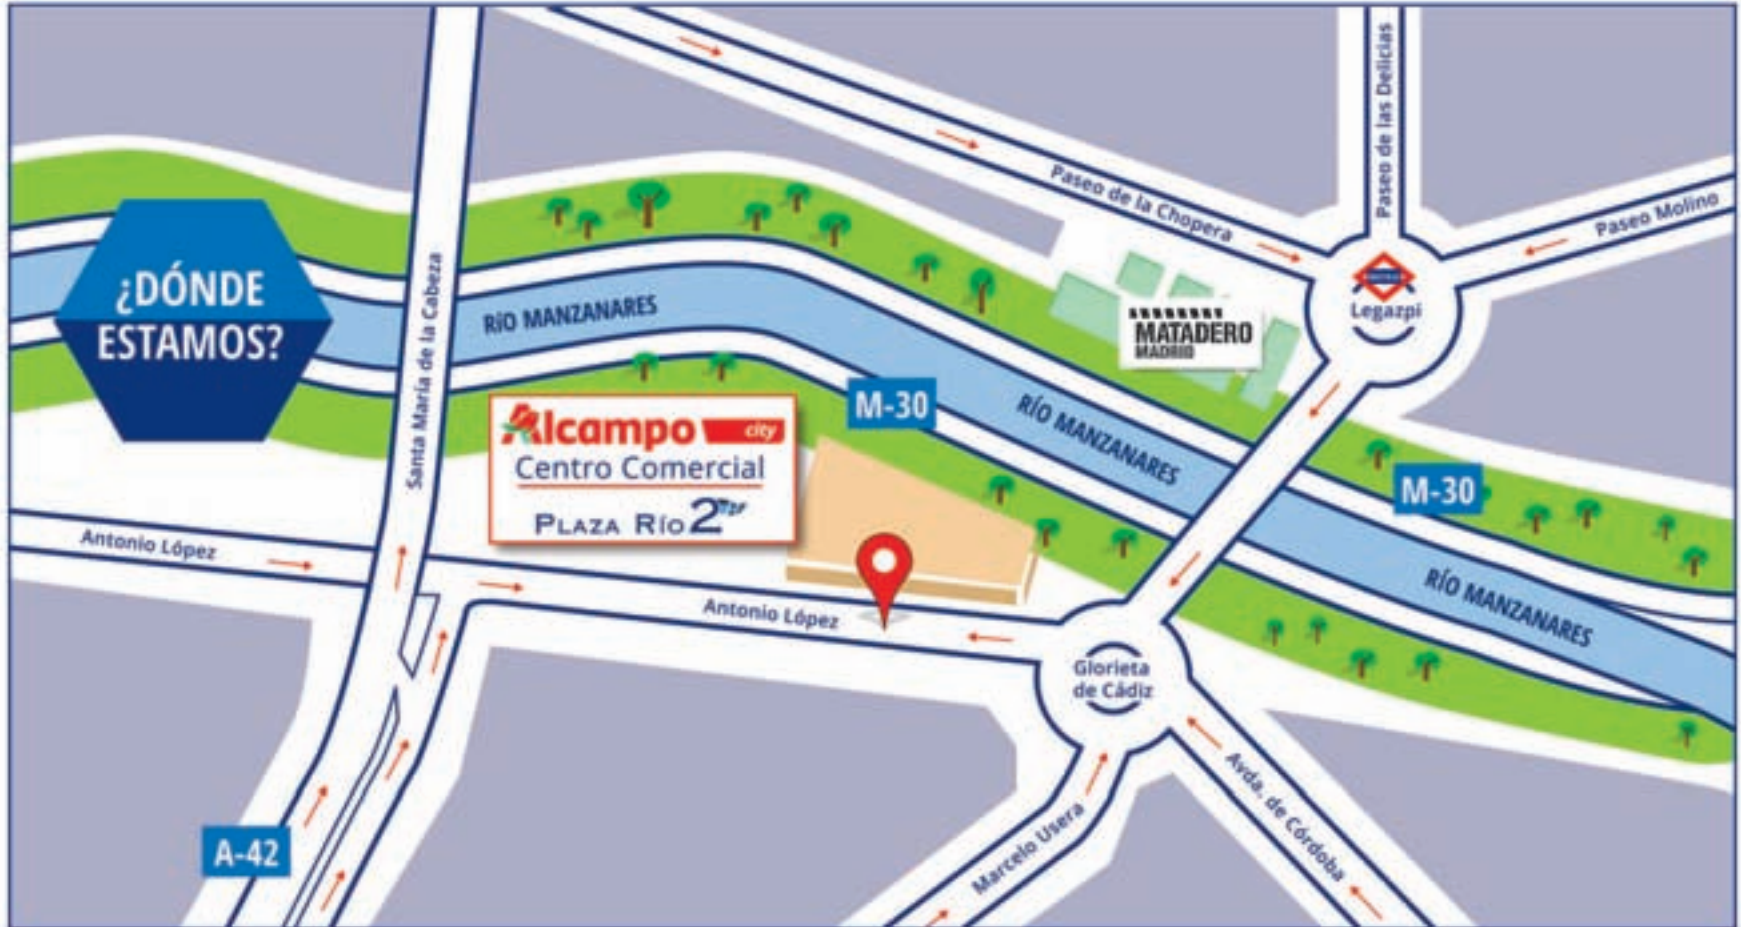 ¿DÓNDE
ESTAMOS?
Santa María de la Cabeza
RÍO MANZANARES
Paseo de la Chopera
Paseo de las Delicias
Paseo Molino
Legazpi
MATADERO
MADRID
M-30
RÍO MANZANARES
M-30
RÍO MANZANARES
Alcampo city
Centro Comercial
PLAZA RÍO 2
Antonio López
Antonio López
Glorieta
de Cádiz
A-42
Marcelo Usera
Avda. de Córdoba